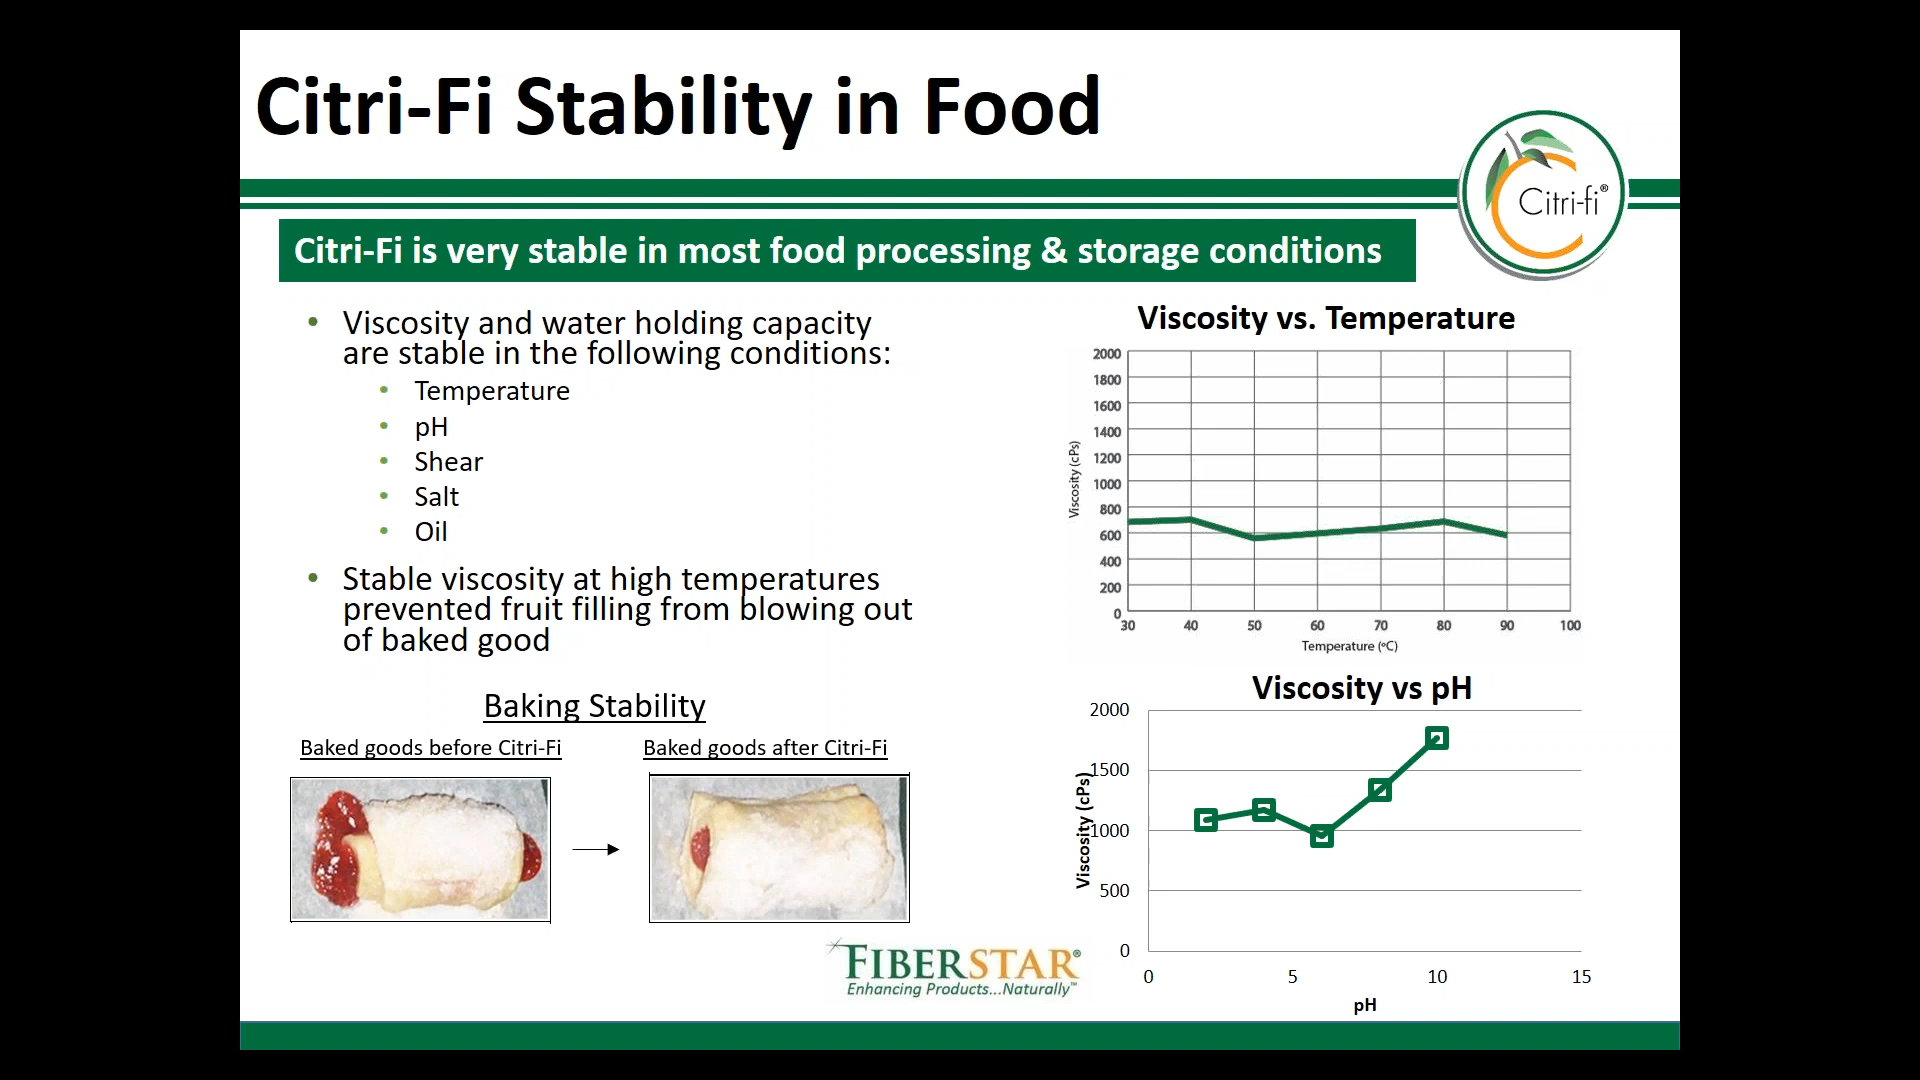 Citri-Fi Stability in Food
Citri-fi®
Citri-Fi is very stable in most food processing & storage conditions
• Viscosity and water holding capacity
are stable in the following conditions:
• Temperature
• pH
• Shear
• Salt
• Oil
• Stable viscosity at high temperatures
prevented fruit filling from blowing out
of baked good
Baking Stability
Baked goods before Citri-Fi
Baked goods after Citri-Fi
FIBERSTAR®
Enhancing Products...Naturally™
Viscosity vs. Temperature
Viscosity (cPs)
2000
1800
1600
1400
1200
1000
800
600
400
200
0
30 40 50 60 70 80 90 100
Temperature (ºC)
Viscosity vs pH
Viscosity (cPs)
2000
1500
1000
500
0
0 5 10 15
pH